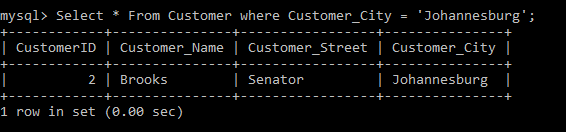 mysql> Select * From Customer where Customer_City = 'Johannesburg';
+------------+---------------+-----------------+---------------+
| CustomerID | Customer_Name | Customer_Street | Customer_City |
+------------+---------------+-----------------+---------------+
|          2 | Brooks        | Senator         | Johannesburg  |
+------------+---------------+-----------------+---------------+
1 row in set (0.00 sec)